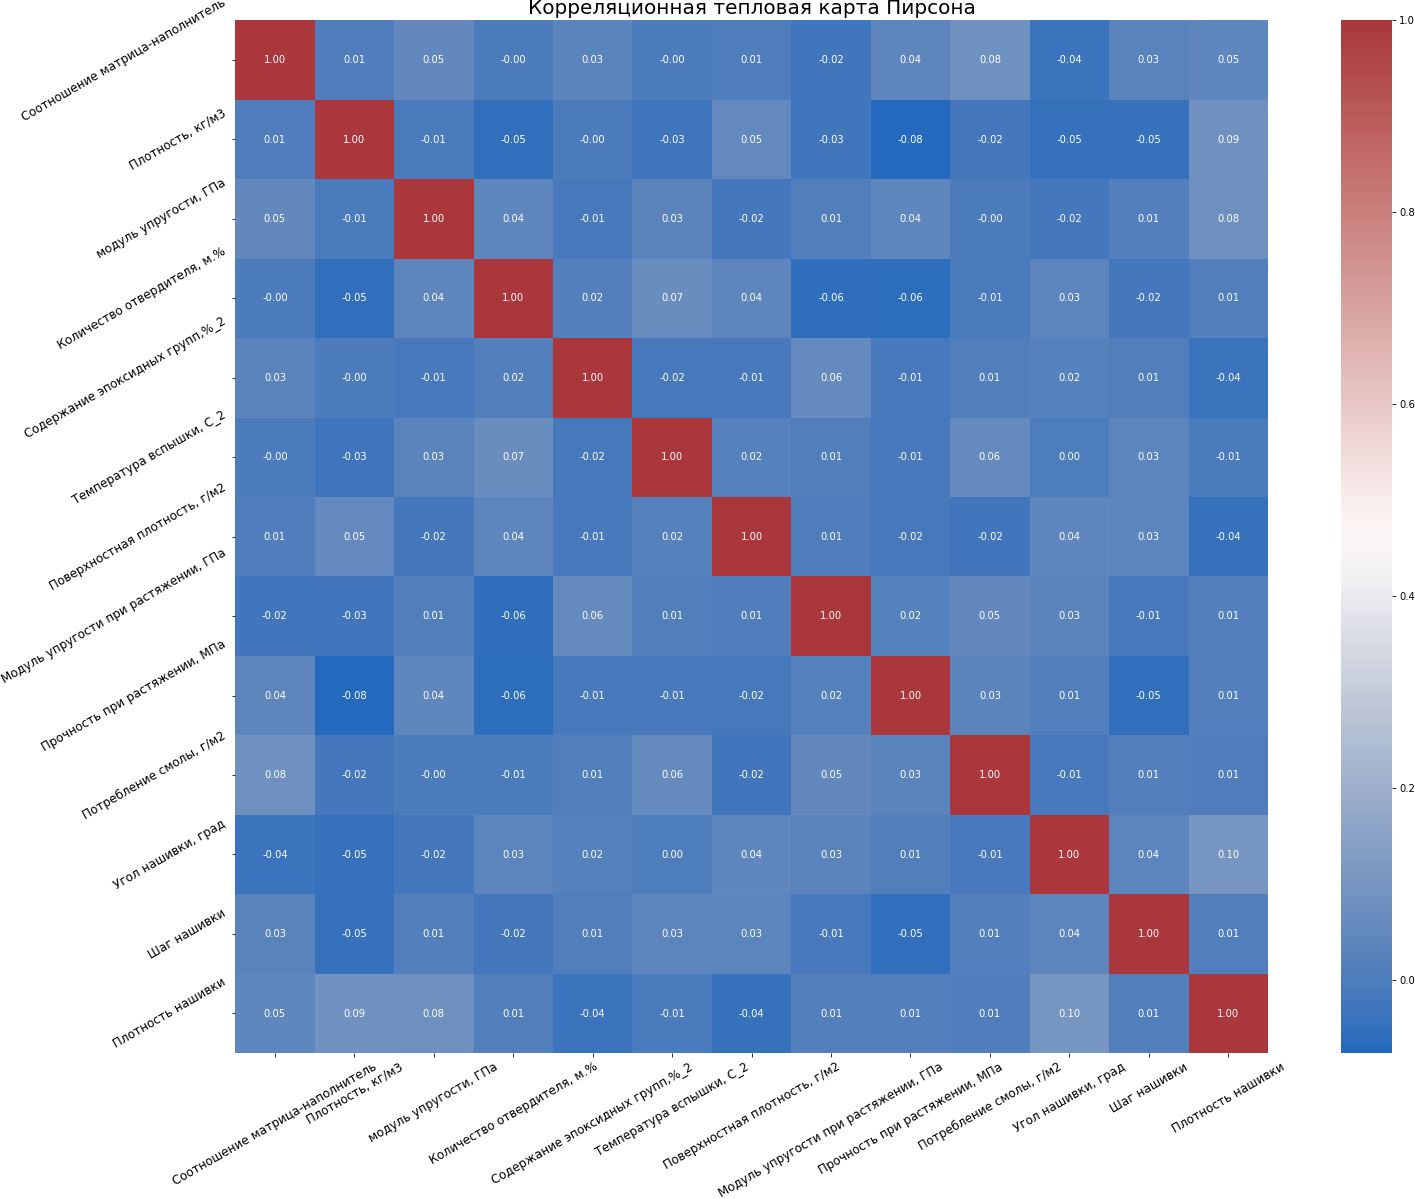 Корреляционная тепловая карта Пирсона
Соотношение матрица-наполнитель
1.00 0.01 0.05 -0.00 0.03 -0.00 0.01 -0.02 0.04 0.08 -0.04 0.03 0.05
Плотность, кг/м3
0.01 1.00 -0.01 -0.05 -0.00 -0.03 0.05 -0.03 -0.08 -0.02 -0.05 -0.05 0.09
модуль упругости, ГПа
0.05 -0.01 1.00 0.04 -0.01 0.03 -0.02 0.01 0.04 -0.00 -0.02 0.01 0.08
Количество отвердителя, м.%
-0.00 -0.05 0.04 1.00 0.02 0.07 0.04 -0.06 -0.06 -0.01 0.03 -0.02 0.01
Содержание эпоксидных групп,%_2
0.03 -0.00 -0.01 0.02 1.00 -0.02 -0.01 0.06 -0.01 0.01 0.02 0.01 -0.04
Температура вспышки, С_2
-0.00 -0.03 0.03 0.07 -0.02 1.00 0.02 0.01 -0.01 0.06 0.00 0.03 -0.01
Поверхностная плотность, г/м2
0.01 0.05 -0.02 0.04 -0.01 0.02 1.00 0.01 -0.02 -0.02 0.04 0.03 -0.04
Модуль упругости при растяжении, ГПа
-0.02 -0.03 0.01 -0.06 0.06 0.01 0.01 1.00 0.02 0.05 0.03 -0.01 0.01
Прочность при растяжении, МПа
0.04 -0.08 0.04 -0.06 -0.01 -0.01 -0.02 0.02 1.00 0.03 0.01 -0.05 0.01
Потребление смолы, г/м2
0.08 -0.02 -0.00 -0.01 0.01 0.06 -0.02 0.05 0.03 1.00 -0.01 0.01 0.01
Угол нашивки, град
-0.04 -0.05 -0.02 0.03 0.02 0.00 0.04 0.03 0.01 -0.01 1.00 0.04 0.10
Шаг нашивки
0.03 -0.05 0.01 -0.02 0.01 0.03 0.03 -0.01 -0.05 0.01 0.04 1.00 0.01
Плотность нашивки
0.05 0.09 0.08 0.01 -0.04 -0.01 -0.04 0.01 0.01 0.01 0.10 0.01 1.00
Соотношение матрица-наполнитель
Плотность, кг/м3
модуль упругости, ГПа
Количество отвердителя, м.%
Содержание эпоксидных групп,%_2
Температура вспышки, С_2
Поверхностная плотность, г/м2
Модуль упругости при растяжении, ГПа
Прочность при растяжении, МПа
Потребление смолы, г/м2
Угол нашивки, град
Шаг нашивки
Плотность нашивки
1.0
0.8
0.6
0.4
0.2
0.0